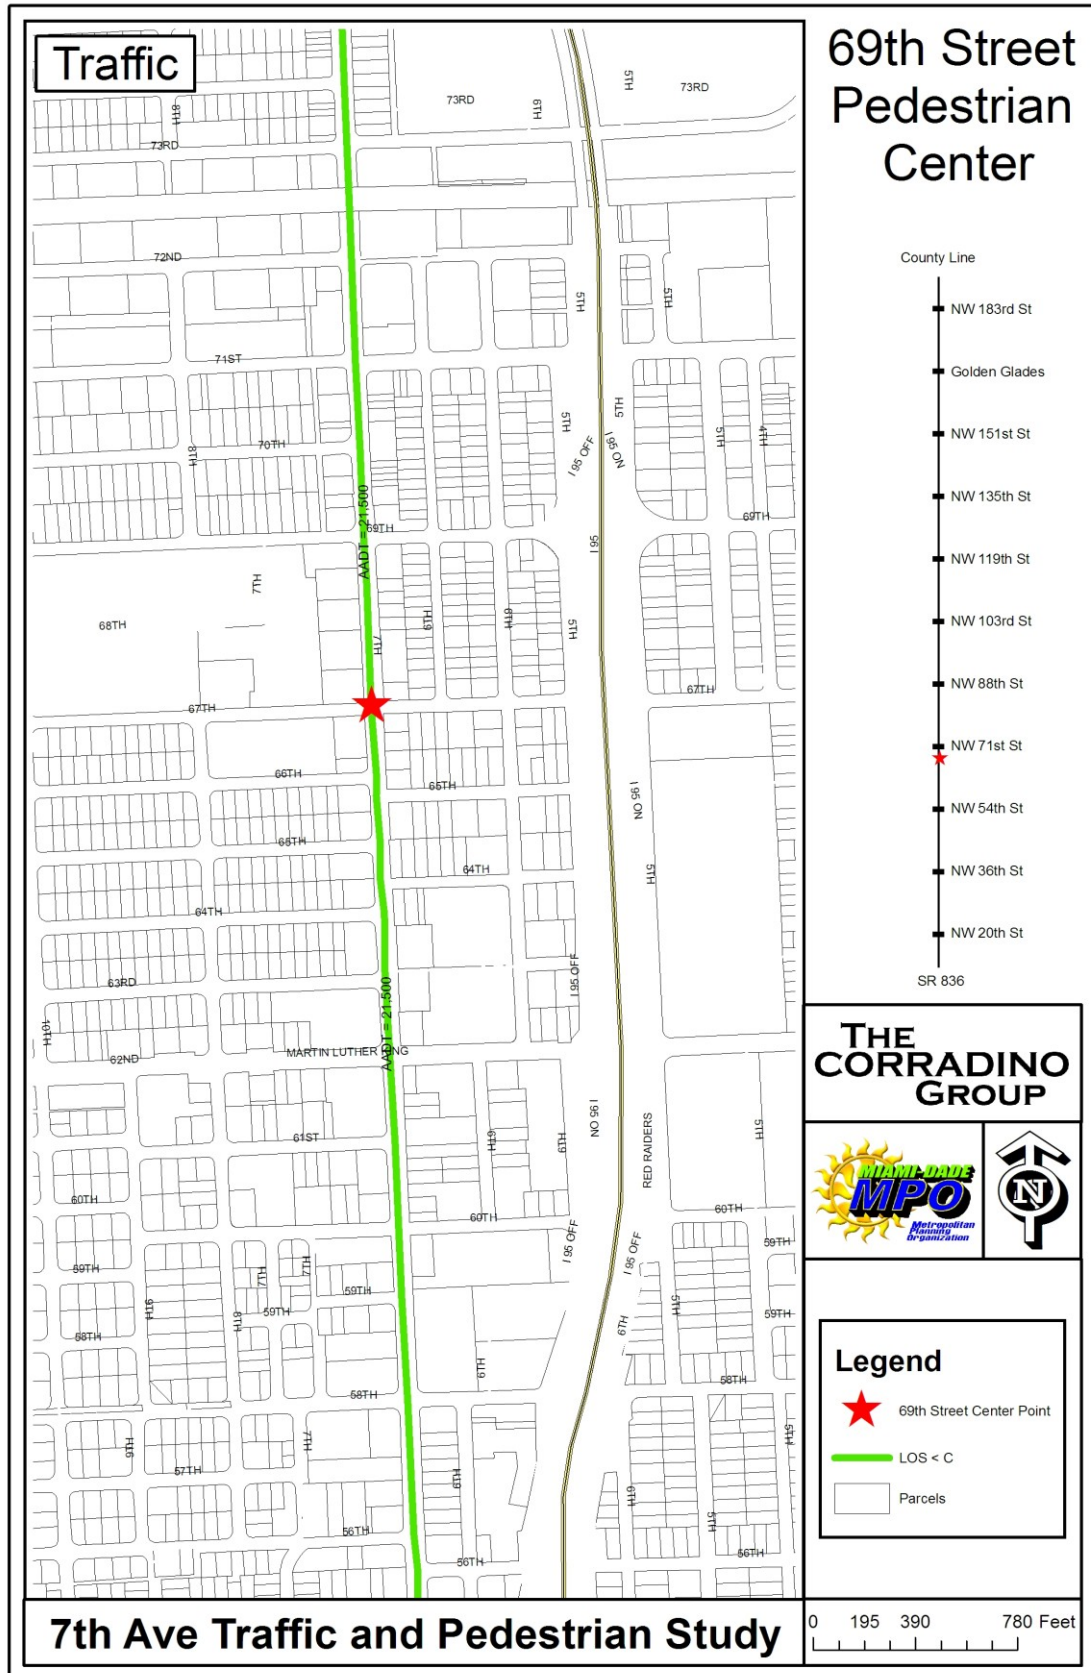 Traffic
69th Street
Pedestrian
Center
73RD
6TH
5TH
73RD
8TH
73RD
72ND
5TH
5TH
71ST
5TH
5TH
5TH
4TH
70TH
8TH
I 95 OFF
I 95 ON
AADT = 21,500
69TH
69TH
I 95
7TH
68TH
6TH
6TH
5TH
7TH
67TH
67TH
66TH
65TH
I 95 ON
65TH
64TH
5TH
64TH
63RD
I 95 OFF
AADT = 21,500
10TH
62ND
MARTIN LUTHER KING
I 95 ON
RED RAIDERS
5TH
61ST
6TH
6TH
60TH
60TH
60TH
I 95 OFF
I 95 OFF
59TH
59TH
7TH
7TH
59TH
9TH
8TH
59TH
5TH
59TH
6TH
58TH
6TH
58TH
58TH
9TH
7TH
5TH
57TH
6TH
6TH
5TH
56TH
56TH
56TH
County Line
NW 183rd St
Golden Glades
NW 151st St
NW 135th St
NW 119th St
NW 103rd St
NW 88th St
NW 71st St
NW 54th St
NW 36th St
NW 20th St
SR 836
THE
CORRADINO
GROUP
MIAMI-DADE
MPO
Metropolitan
Planning
Organization
N
Legend
69th Street Center Point
LOS < C
Parcels
7th Ave Traffic and Pedestrian Study
0 195 390 780 Feet